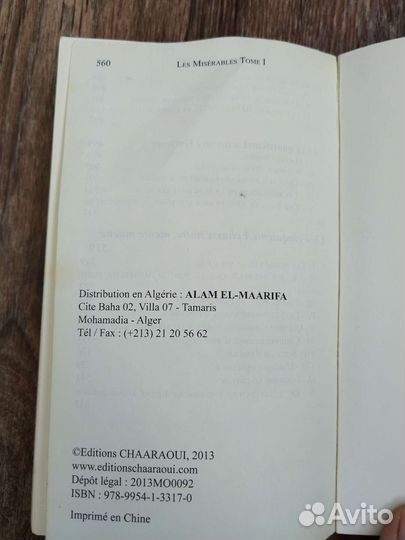 560 LES MISÉRABLES TOME I
Distribution en Algérie : ALAM EL-MAARIFA
Cite Baha 02, Villa 07 - Tamaris
Mohamadia - Alger
Tél / Fax : (+213) 21 20 56 62
©Editions CHAARAOUI, 2013
www.editionschaaraoui.com
Dépôt légal : 2013MO0092
ISBN : 978-9954-1-3317-0
Imprimé en Chine
Avito